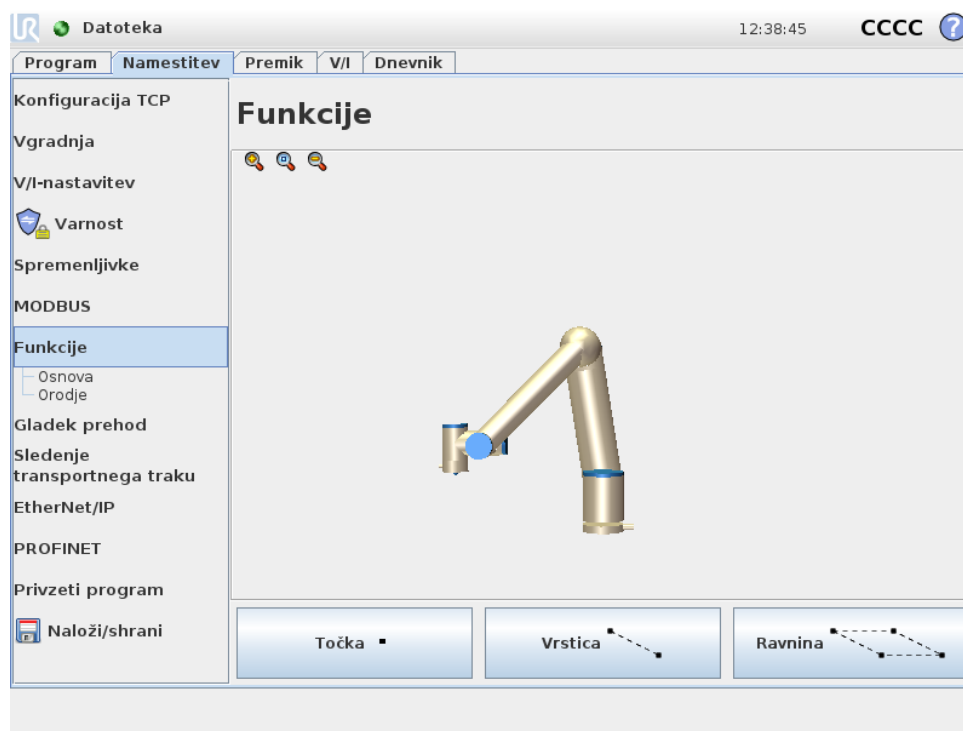 UR Datoteka 12:38:45 CCCC ?
Program Namestitev Premik V/I Dnevnik
Konfiguracija TCP
Vgradnja
V/I-nastavitev
Varnost
Spremenljivke
MODBUS
Funkcije
Osnova
Orodje
Gladek prehod
Sledenje
transportnega traku
EtherNet/IP
PROFINET
Privzeti program
Naloži/shrani
Funkcije
Točka
Vrstica
Ravnina